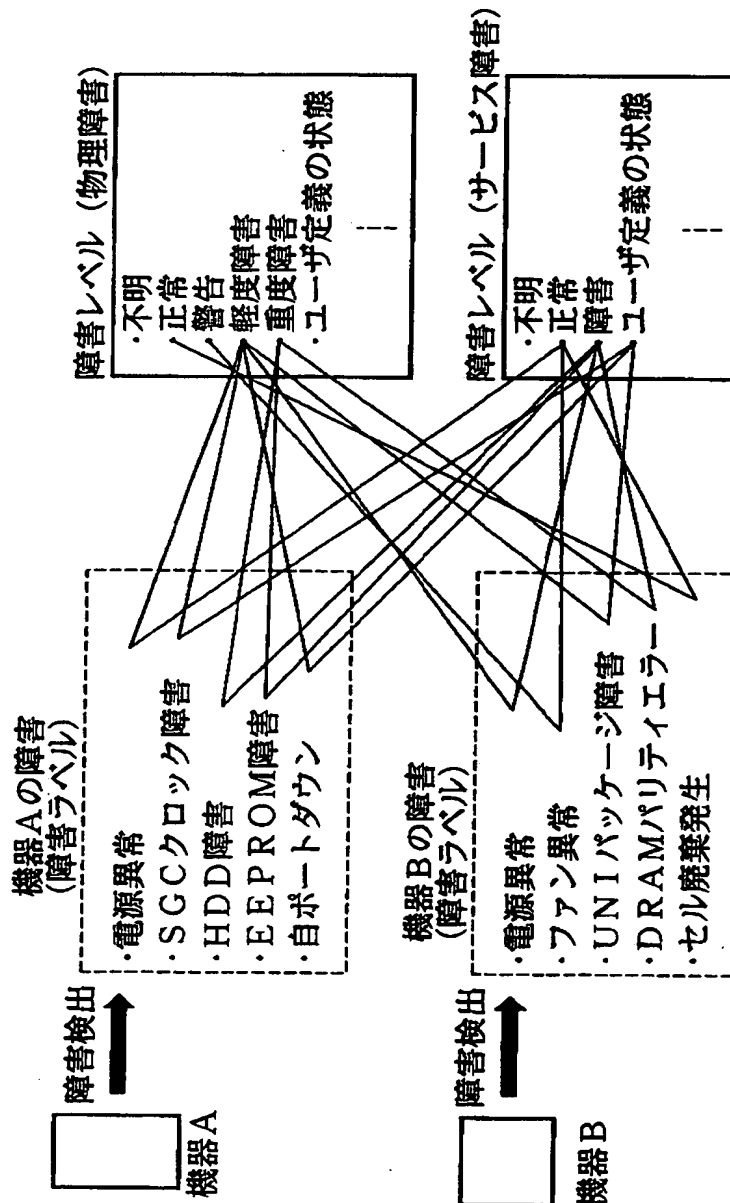 機器A
障害検出
機器Aの障害
(障害ラベル)
・電源異常
・SGCクロック障害
・HDD障害
・EEPROM障害
・自ポートダウン
障害レベル (物理障害)
・不明
・正常
・警告
・軽度障害
・重度障害
・ユーザ定義の状態
機器B
障害検出
機器Bの障害
(障害ラベル)
・電源異常
・ファン異常
・UNIパッケージ障害
・DRAMパリティエラー
・セル廃棄発生
障害レベル (サービス障害)
・不明
・正常
・障害
・ユーザ定義の状態